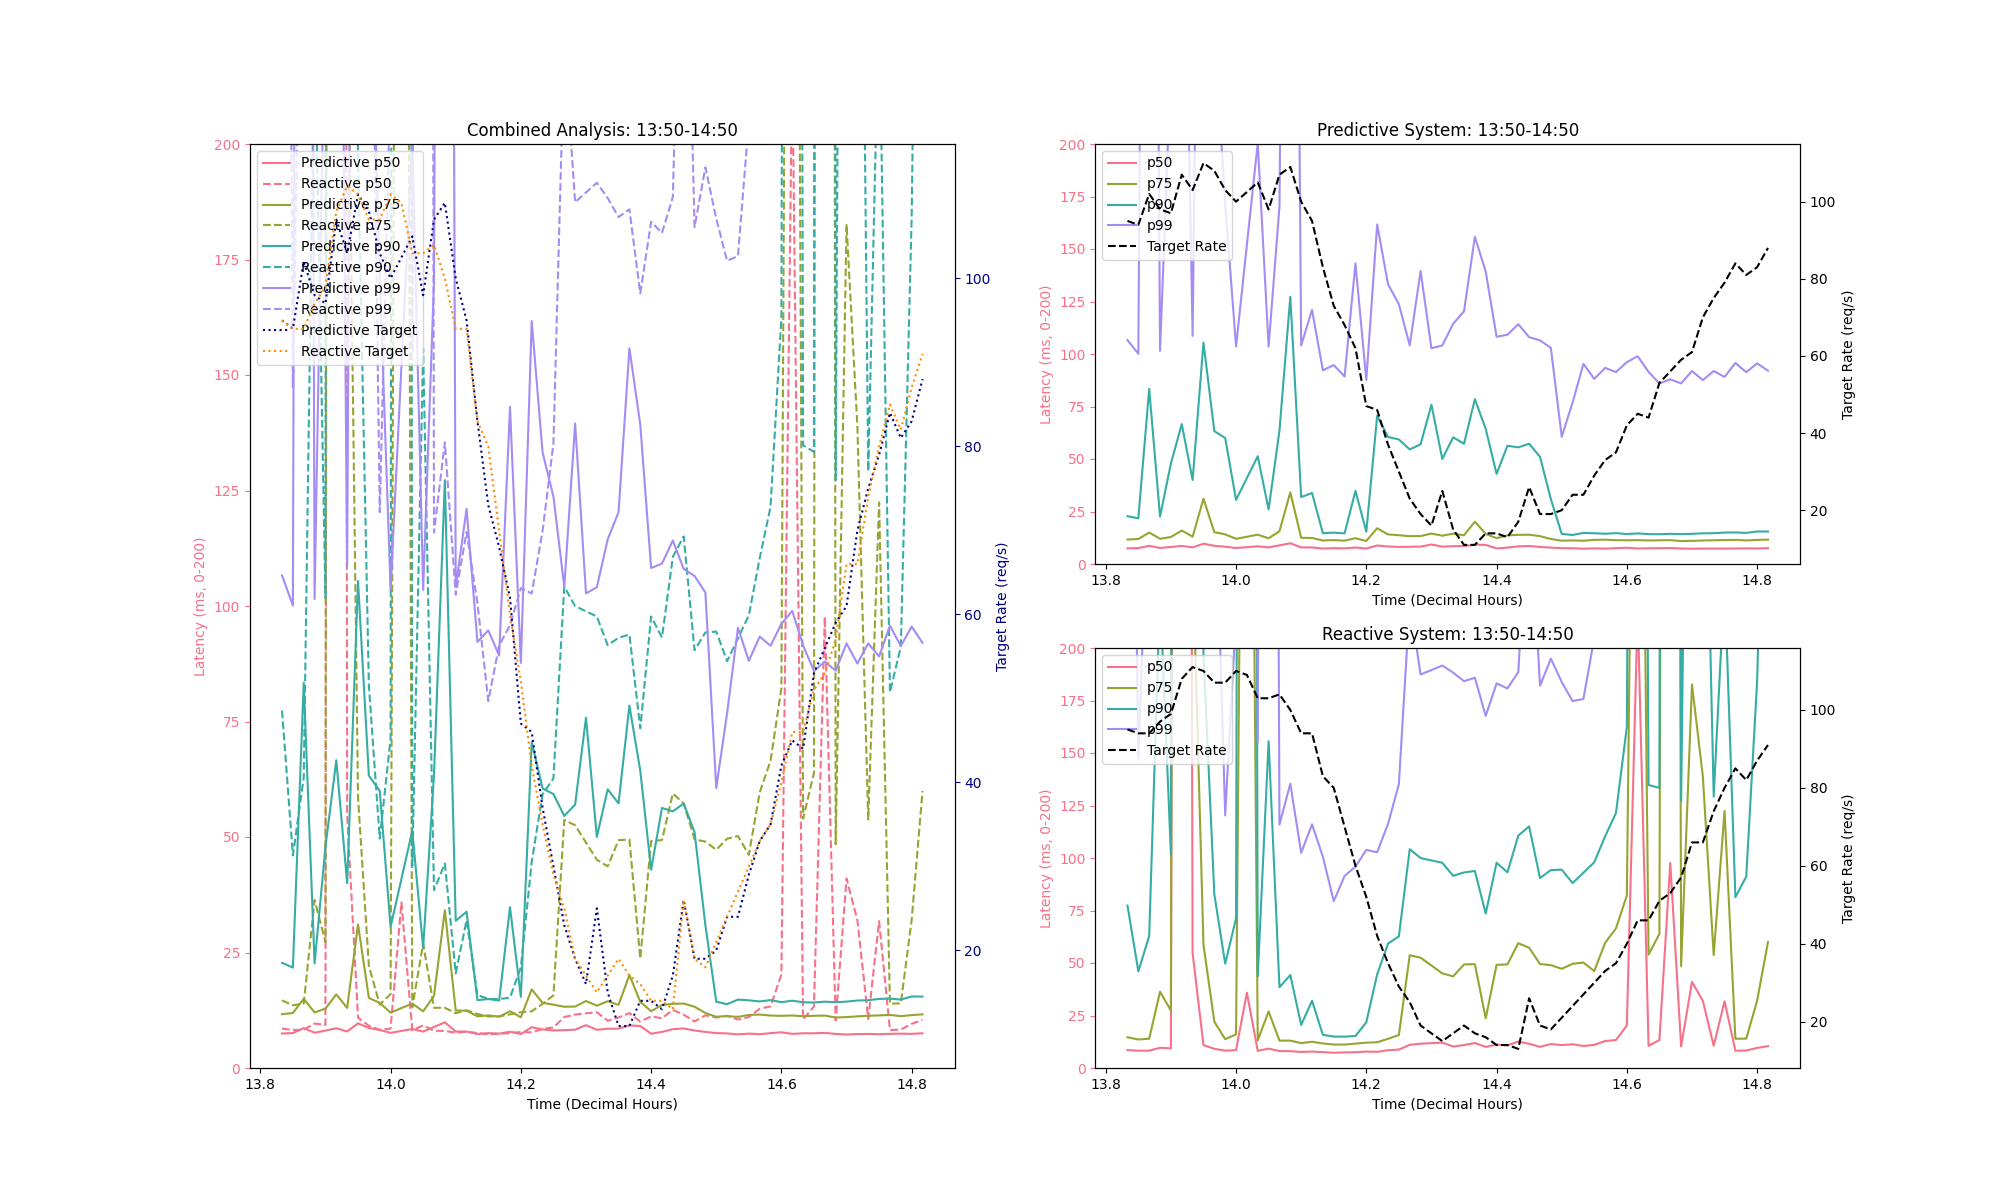 Combined Analysis: 13:50-14:50
200
175
150
125
100
75
50
25
0
Latency (ms, 0-200)
Predictive p50
Reactive p50
Predictive p75
Reactive p75
Predictive p90
Reactive p90
Predictive p99
Reactive p99
Predictive Target
Reactive Target
100
80
60
40
20
Target Rate (req/s)
13.8 14.0 14.2 14.4 14.6 14.8
Time (Decimal Hours)
Predictive System: 13:50-14:50
200
175
150
125
100
75
50
25
0
Latency (ms, 0-200)
p50
p75
p90
p99
Target Rate
100
80
60
40
20
Target Rate (req/s)
13.8 14.0 14.2 14.4 14.6 14.8
Time (Decimal Hours)
Reactive System: 13:50-14:50
200
175
150
125
100
75
50
25
0
Latency (ms, 0-200)
p50
p75
p90
p99
Target Rate
100
80
60
40
20
Target Rate (req/s)
13.8 14.0 14.2 14.4 14.6 14.8
Time (Decimal Hours)